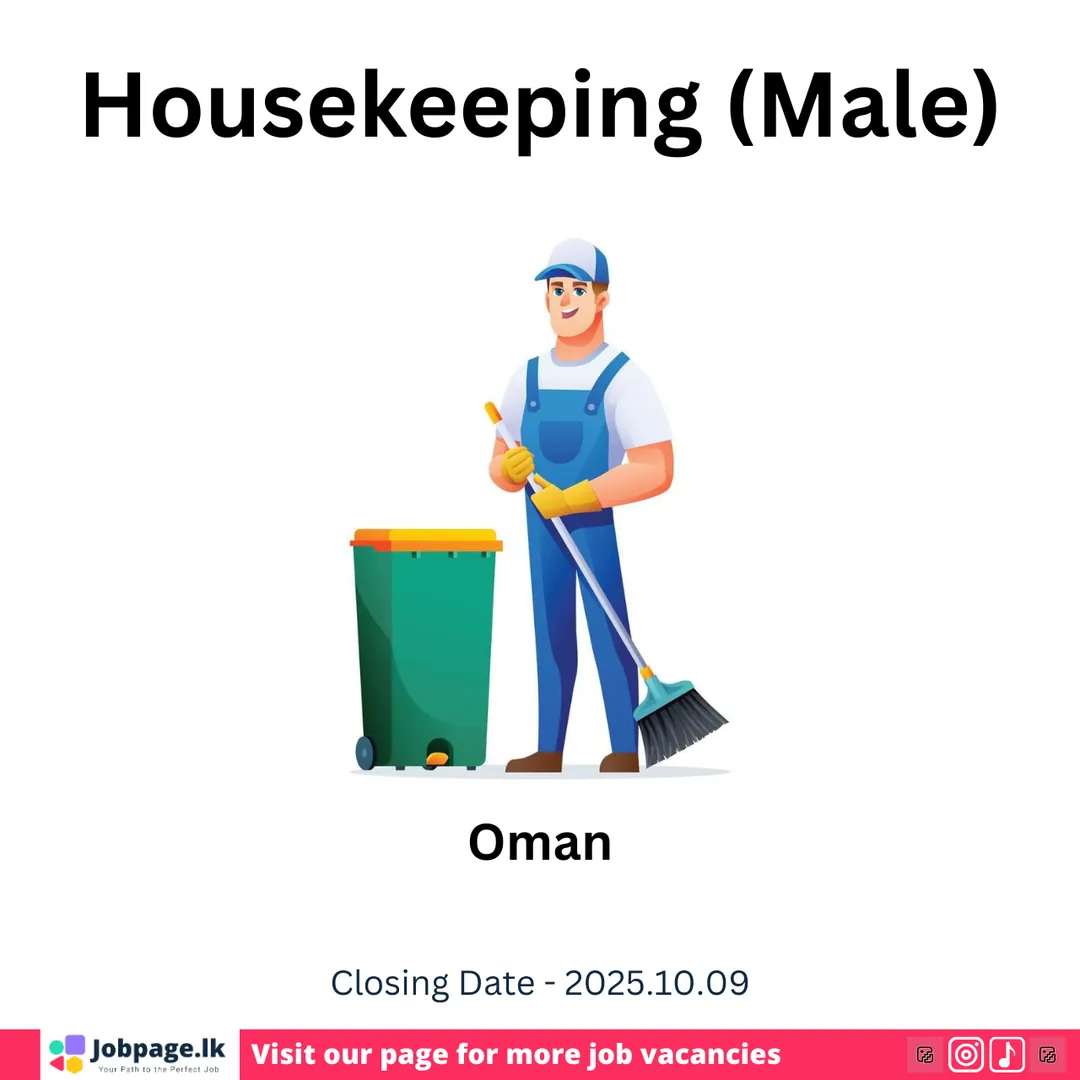 Housekeeping (Male)
Oman
Closing Date - 2025.10.09
Jobpage.lk
Your Path to the Perfect Job
Visit our page for more job vacancies